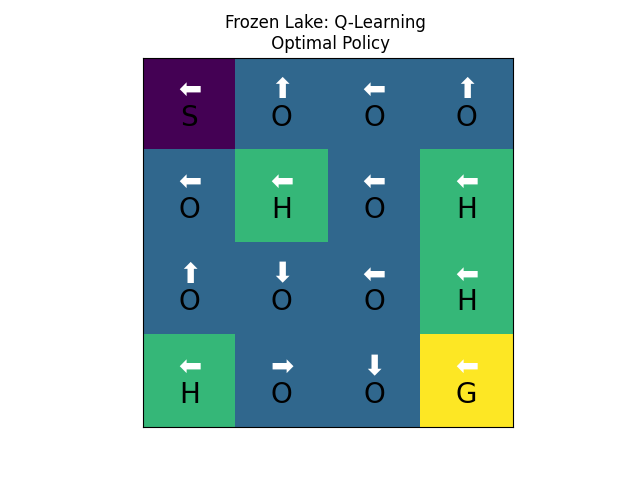 Frozen Lake: Q-Learning
Optimal Policy
⬅ ⬆ ⬅ ⬆
S O O O
⬅ ⬅ ⬅ ⬅
O H O H
⬆ ⬇ ⬅ ⬅
O O O H
⬅ ➡ ⬇ ⬅
H O O G